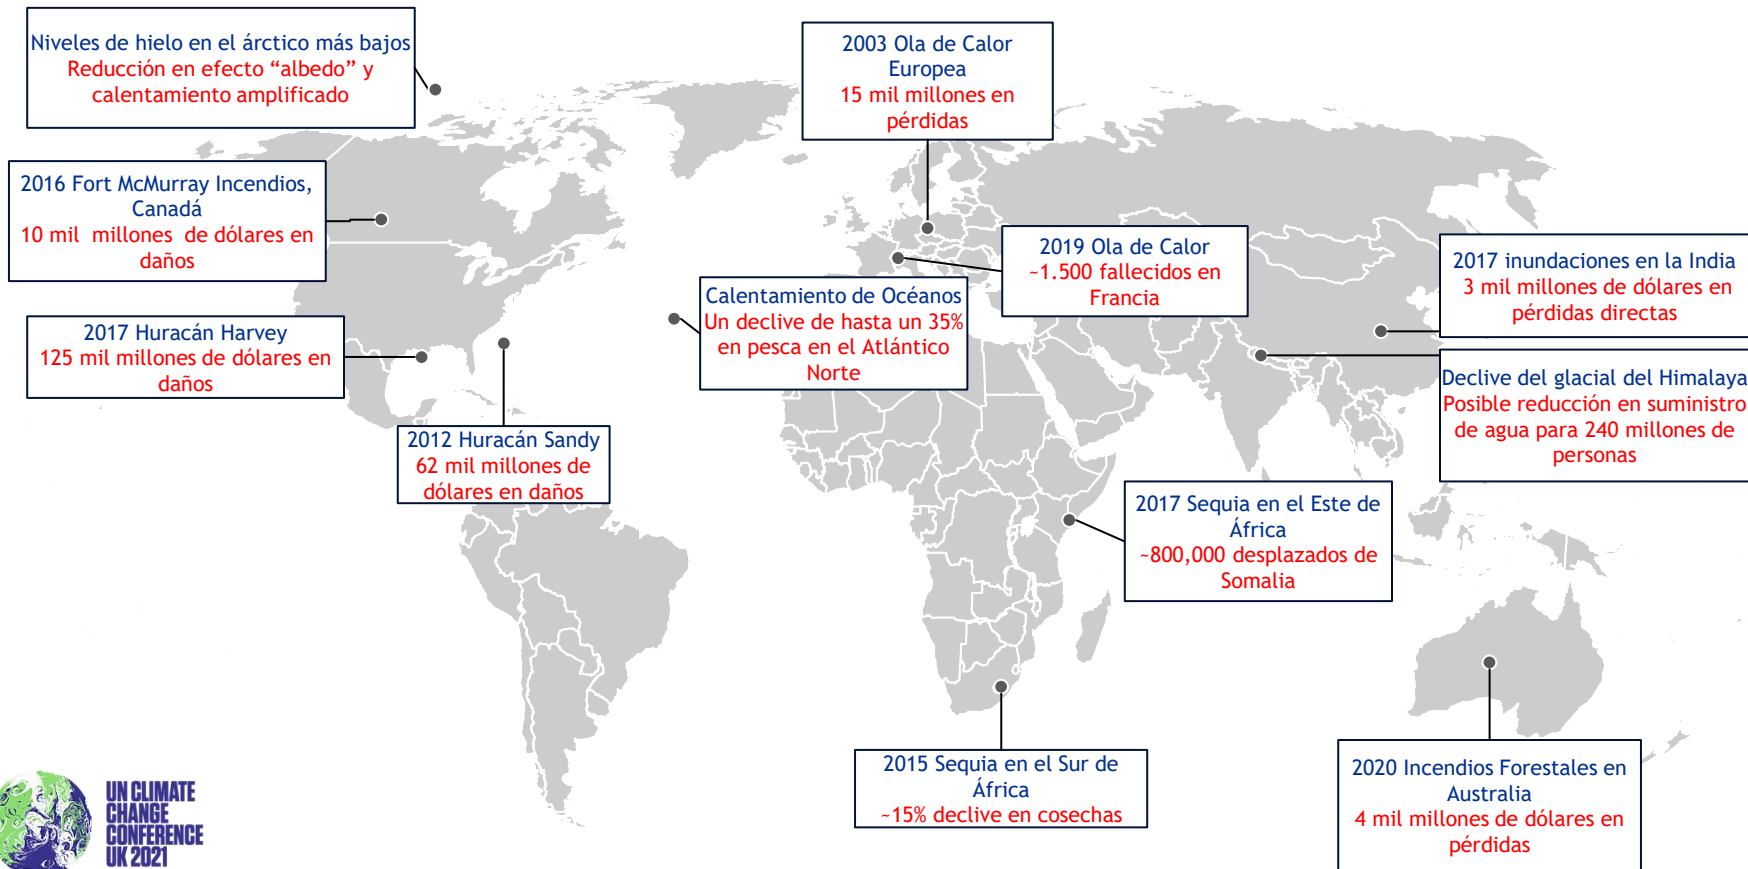 Niveles de hielo en el árctico más bajos
Reducción en efecto “albedo” y
calentamiento amplificado
2003 Ola de Calor
Europea
15 mil millones en
pérdidas
2016 Fort McMurray Incendios,
Canadá
10 mil  millones  de dólares en
daños
2019 Ola de Calor
~1.500 fallecidos en
Francia
2017 inundaciones en la India
3 mil millones de dólares en
pérdidas directas
Calentamiento de Océanos
Un declive de hasta un 35%
en pesca en el Atlántico
Norte
2017 Huracán Harvey
125 mil millones de dólares en
daños
Declive del glacial del Himalaya
Posible reducción en suministro
de agua para 240 millones de
personas
2012 Huracán Sandy
62 mil millones de
dólares en daños
2017 Sequia en el Este de
África
~800,000 desplazados de
Somalia
2015 Sequia en el Sur de
África
~15% declive en cosechas
2020 Incendios Forestales en
Australia
4 mil millones de dólares en
pérdidas
UN CLIMATE
CHANGE
CONFERENCE
UK 2021